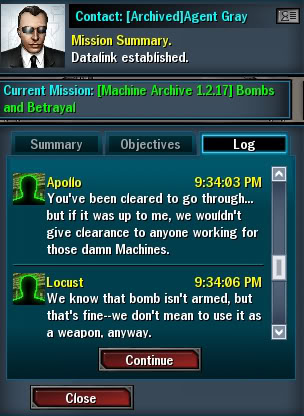 Contact: [Archived]Agent Gray
Mission Summary.
Datalink established.
Current Mission: [Machine Archive 1.2.17] Bombs
and Betrayal
Summary Objectives Log
Apollo 9:34:03 PM
You've been cleared to go through...
but if it was up to me, we wouldn't
give clearance to anyone working for
those damn Machines.
Locust 9:34:06 PM
We know that bomb isn't armed, but
that's fine--we don't mean to use it as
a weapon, anyway.
Continue
Close